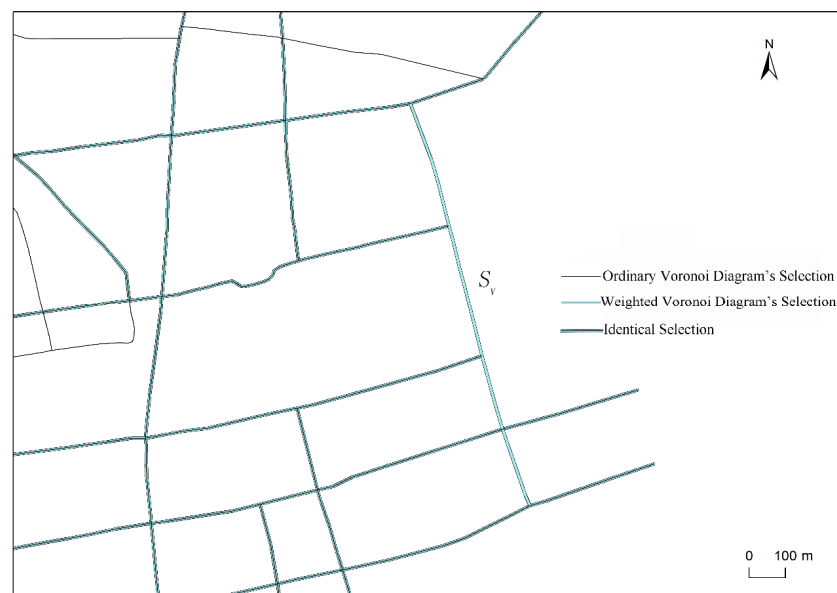 N
S_v
Ordinary Voronoi Diagram's Selection
Weighted Voronoi Diagram's Selection
Identical Selection
0 100 m